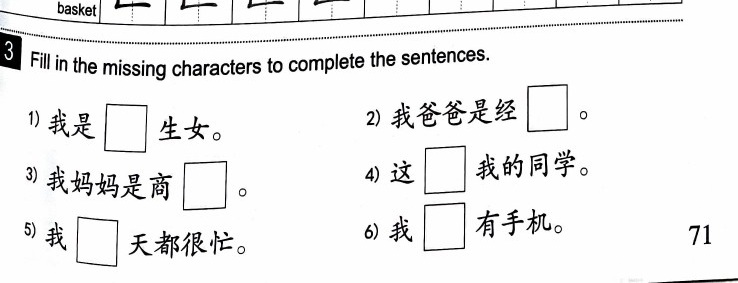 basket
3 Fill in the missing characters to complete the sentences.
1) 我是 □ 生女。
2) 我爸爸是经 □ 。
3) 我妈妈是商 □ 。
4) 这 □ 我的同学。
5) 我 □ 天都很忙。
6) 我 □ 有手机。
71